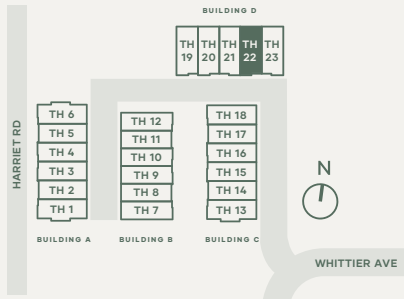 BUILDING D
TH 19
TH 20
TH 21
TH 22
TH 23
HARRIET RD
TH 6
TH 5
TH 4
TH 3
TH 2
TH 1
BUILDING A
TH 12
TH 11
TH 10
TH 9
TH 8
TH 7
BUILDING B
TH 18
TH 17
TH 16
TH 15
TH 14
TH 13
BUILDING C
N
WHITTIER AVE